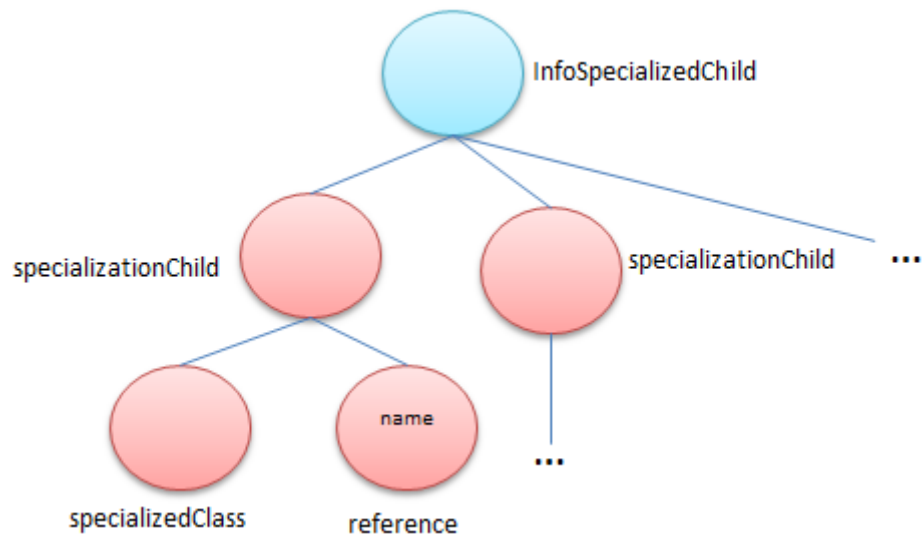 InfoSpecializedChild
specializationChild
specializationChild
...
name
...
specializedClass
reference